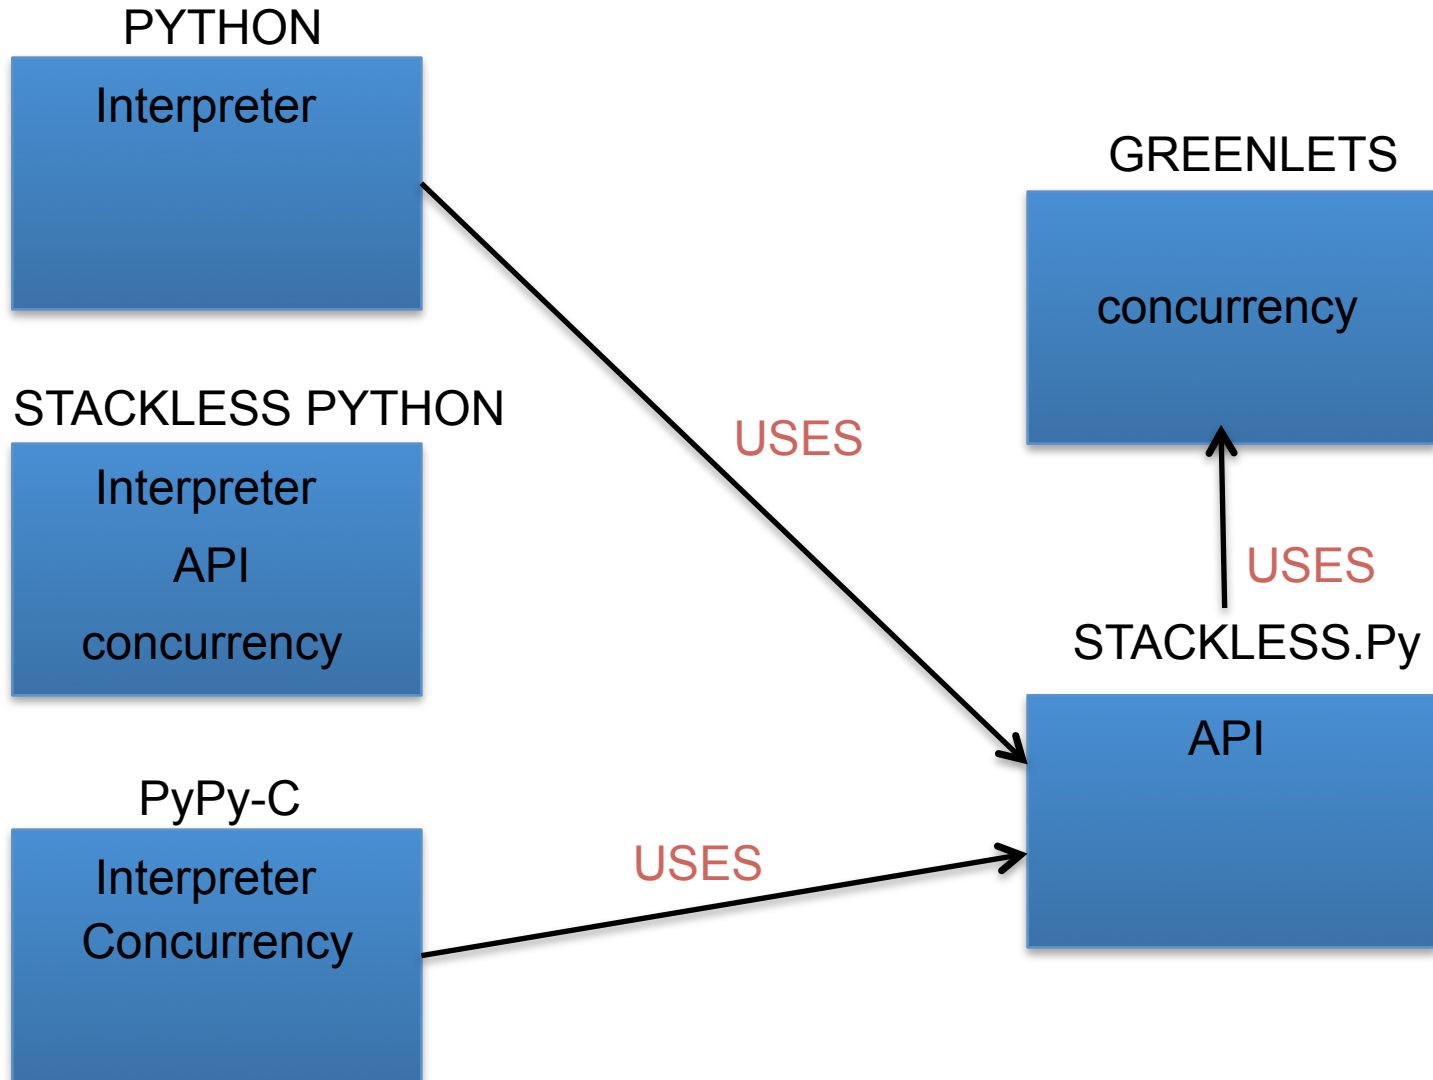 PYTHON
Interpreter
GREENLETS
concurrency
STACKLESS PYTHON
Interpreter
API
concurrency
USES
USES
STACKLESS.Py
API
PyPy-C
Interpreter
Concurrency
USES